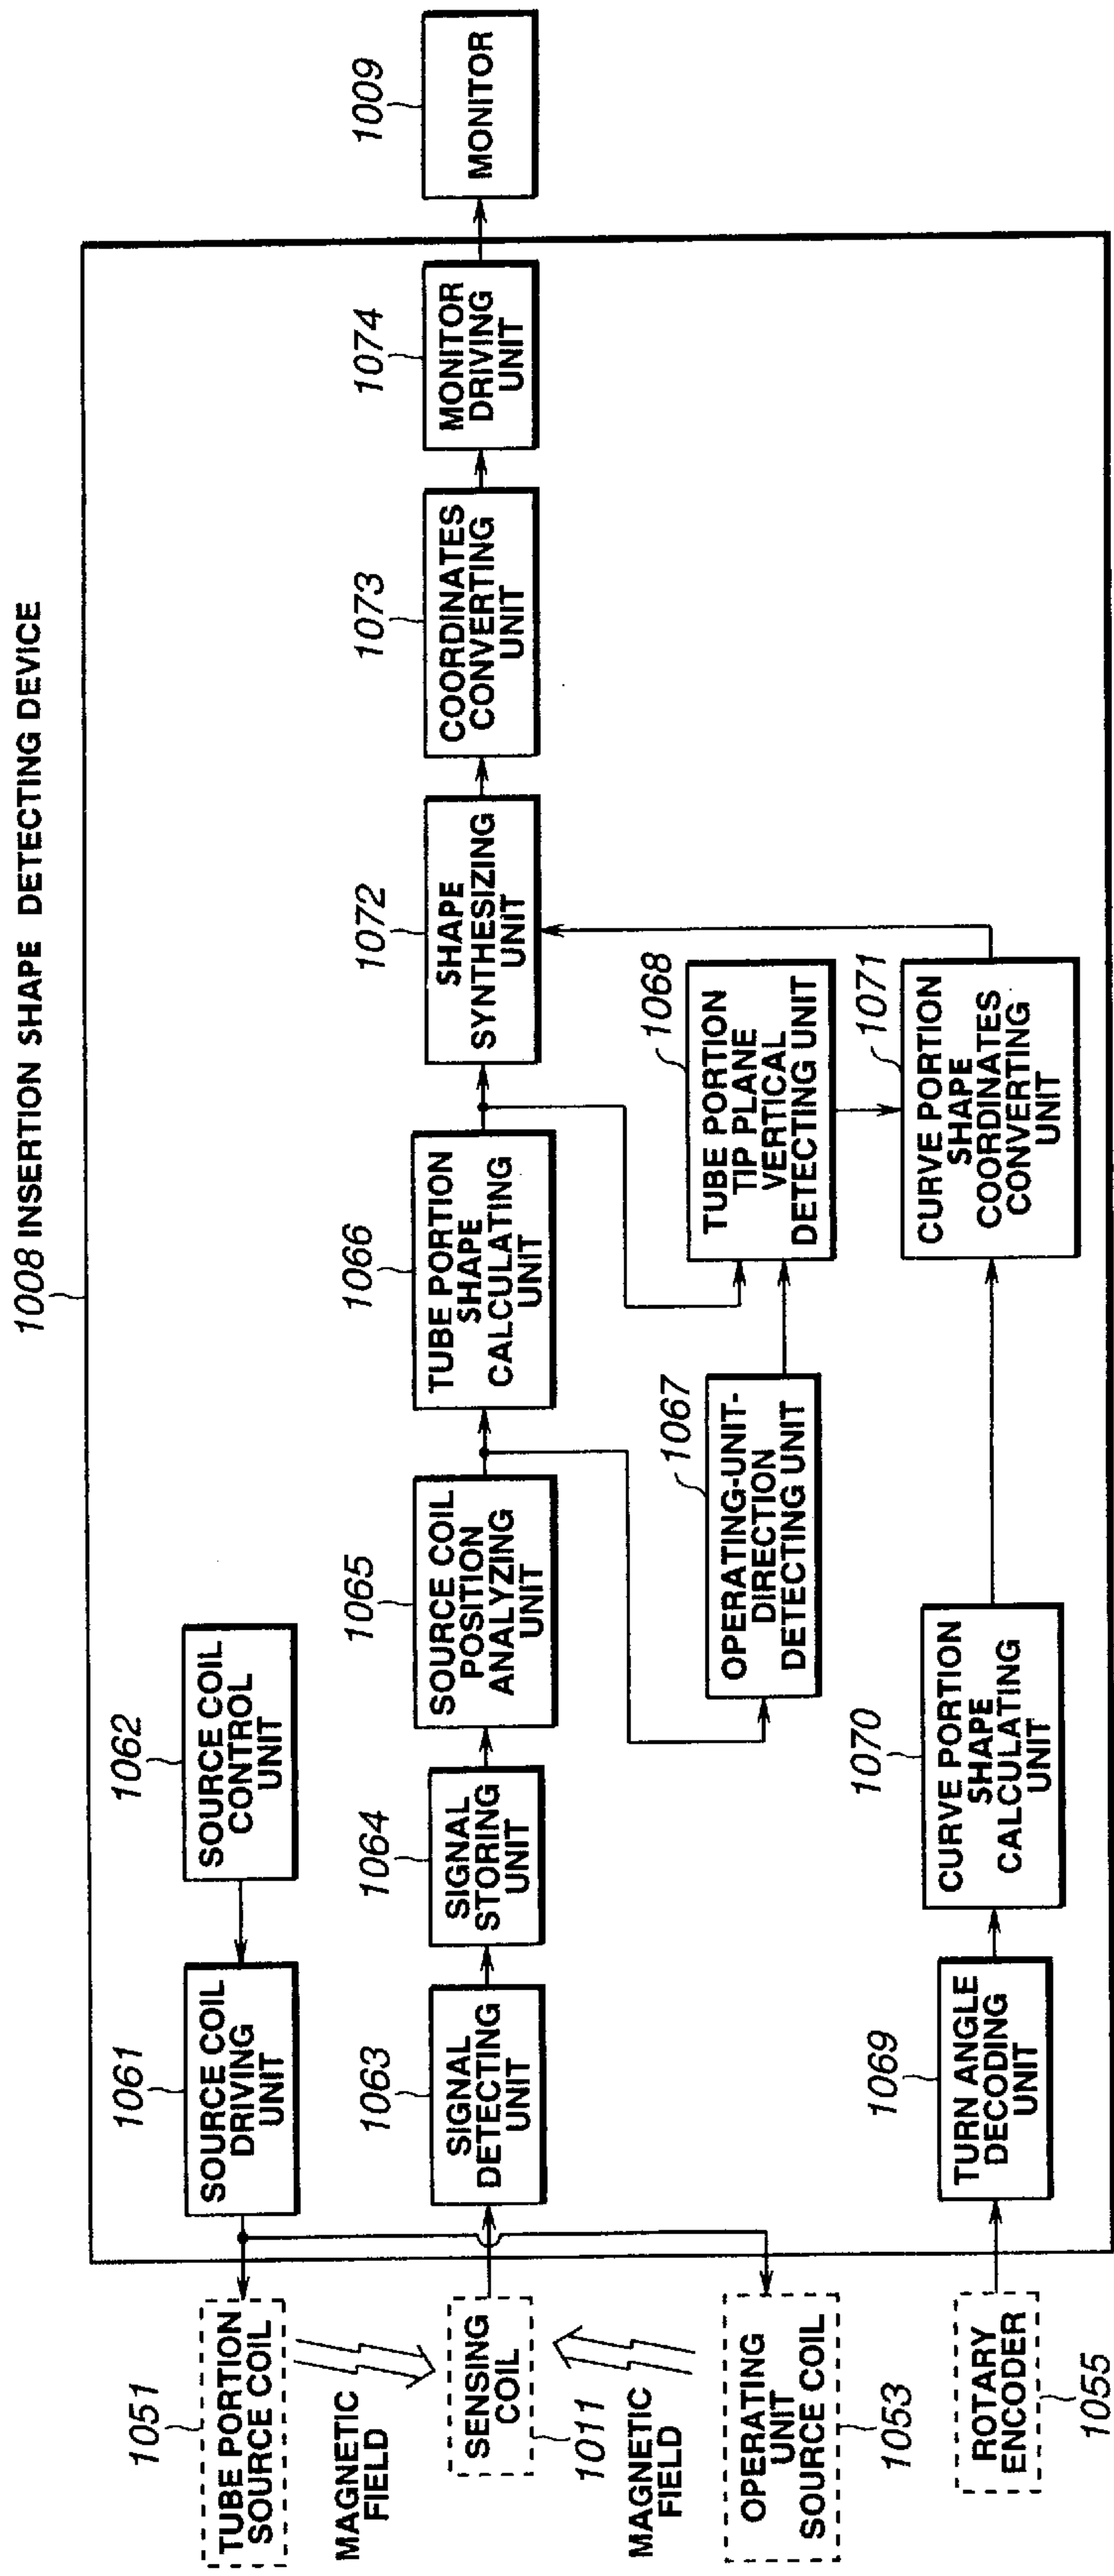 1008 INSERTION SHAPE DETECTING DEVICE
1051
TUBE PORTION
SOURCE COIL
1061
SOURCE COIL
DRIVING
UNIT
1062
SOURCE COIL
CONTROL
UNIT
MAGNETIC
FIELD
SENSING
COIL
1011
1063
SIGNAL
DETECTING
UNIT
1064
SIGNAL
STORING
UNIT
1065
SOURCE COIL
POSITION
ANALYZING
UNIT
1066
TUBE PORTION
SHAPE
CALCULATING
UNIT
1072
SHAPE
SYNTHESIZING
UNIT
1073
COORDINATES
CONVERTING
UNIT
1074
MONITOR
DRIVING
UNIT
1009
MONITOR
MAGNETIC
FIELD
OPERATING
UNIT
SOURCE COIL
1053
1067
OPERATING-UNIT-
DIRECTION
DETECTING UNIT
1068
TUBE PORTION
TIP PLANE
VERTICAL
DETECTING UNIT
ROTARY
ENCODER
1055
1069
TURN ANGLE
DECODING
UNIT
1070
CURVE PORTION
SHAPE
CALCULATING
UNIT
1071
CURVE PORTION
SHAPE
COORDINATES
CONVERTING
UNIT